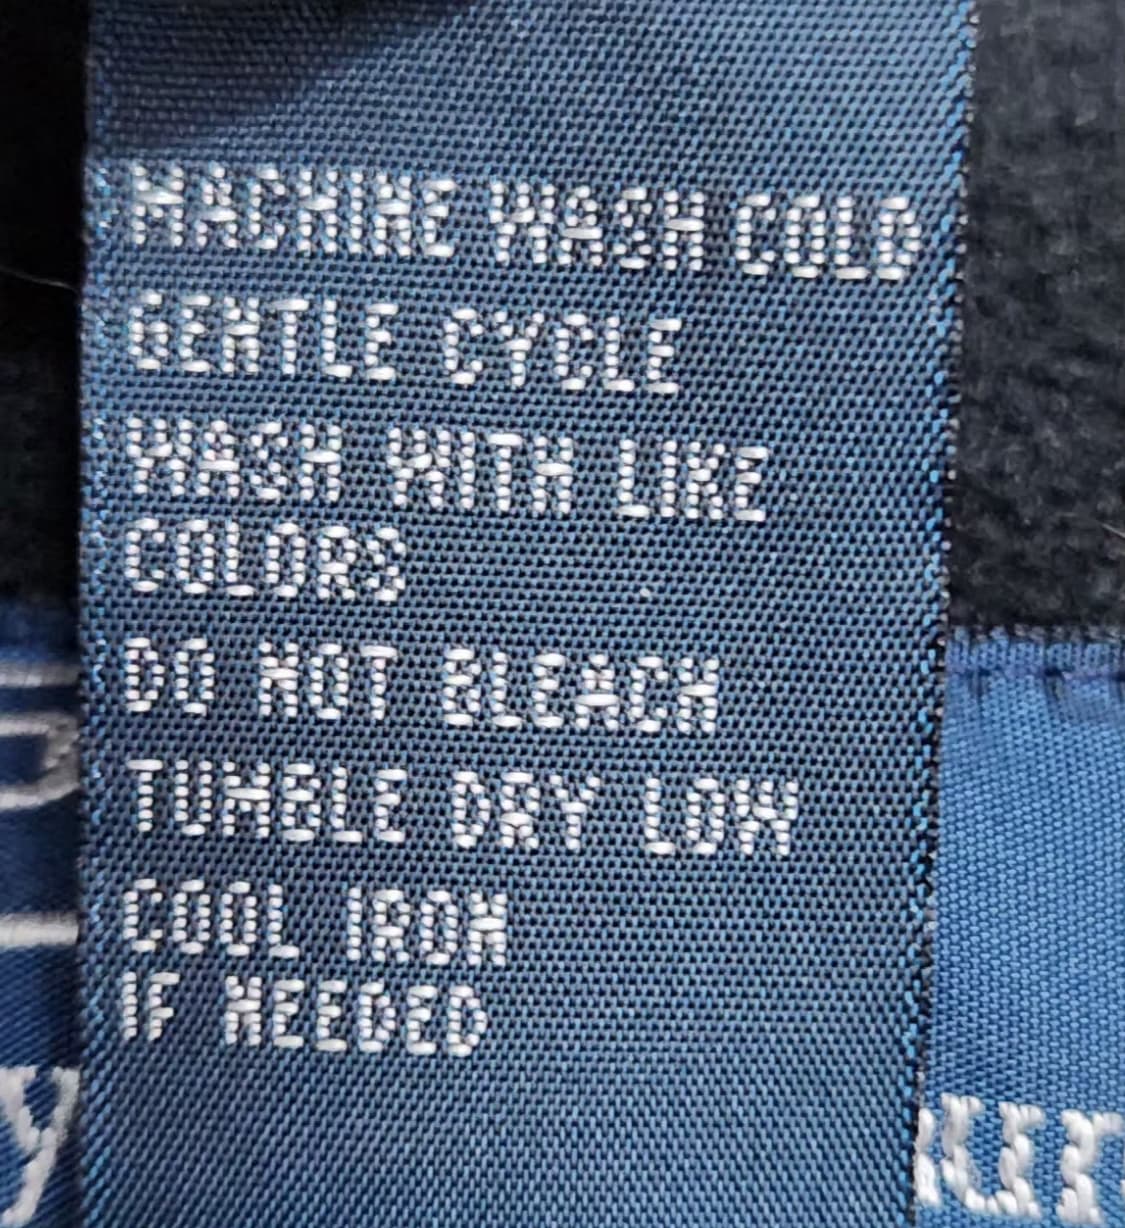 MACHINE WASH COLD
GENTLE CYCLE
WASH WITH LIKE
COLORS
DO NOT BLEACH
TUMBLE DRY LOW
COOL IRON
IF NEEDED